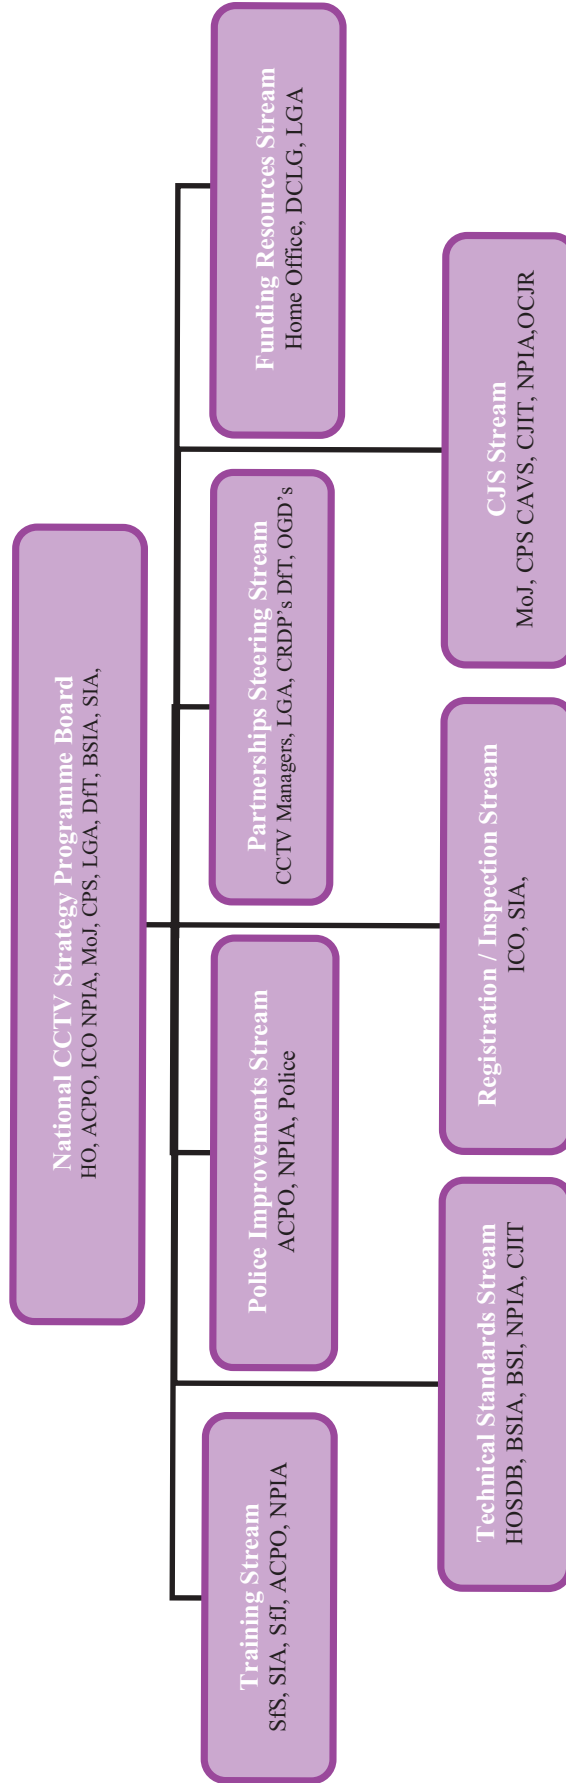 National CCTV Strategy Programme Board
HO, ACPO, ICO NPIA, MoJ, CPS, LGA, DfT, BSIA, SIA,
Training Stream
SfS, SIA, SfJ, ACPO, NPIA
Police Improvements Stream
ACPO, NPIA, Police
Partnerships Steering Stream
CCTV Managers, LGA, CRDP's DfT, OGD's
Funding Resources Stream
Home Office, DCLG, LGA
Technical Standards Stream
HOSDB, BSIA, BSI, NPIA, CJIT
Registration / Inspection Stream
ICO, SIA,
CJS Stream
MoJ, CPS CAVS, CJIT, NPIA,OCJR